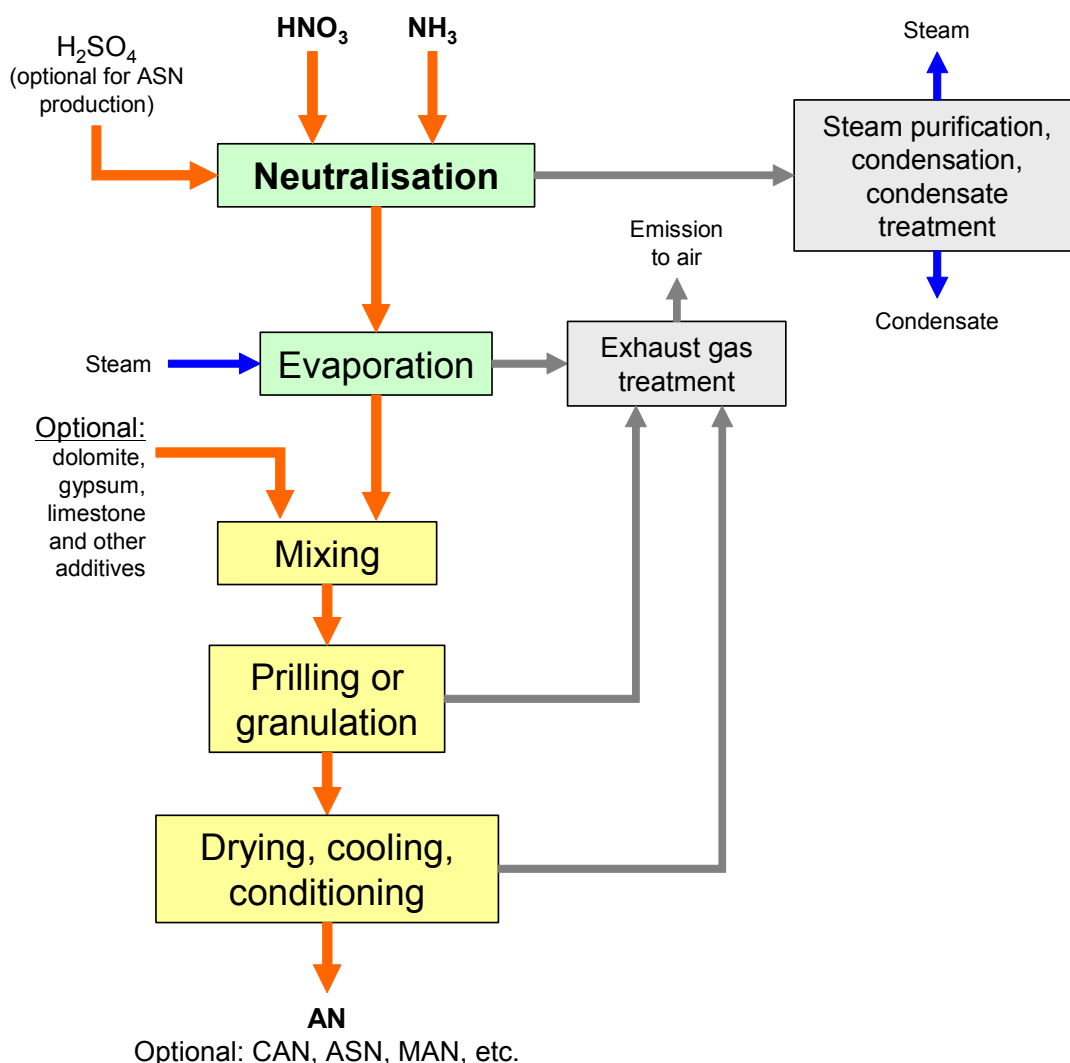 HNO3
NH3
H2SO4
(optional for ASN
production)
Steam
Neutralisation
Steam purification,
condensation,
condensate
treatment
Emission
to air
Condensate
Steam
Evaporation
Exhaust gas
treatment
Optional:
dolomite,
gypsum,
limestone
and other
additives
Mixing
Prilling or
granulation
Drying, cooling,
conditioning
AN
Optional: CAN, ASN, MAN, etc.